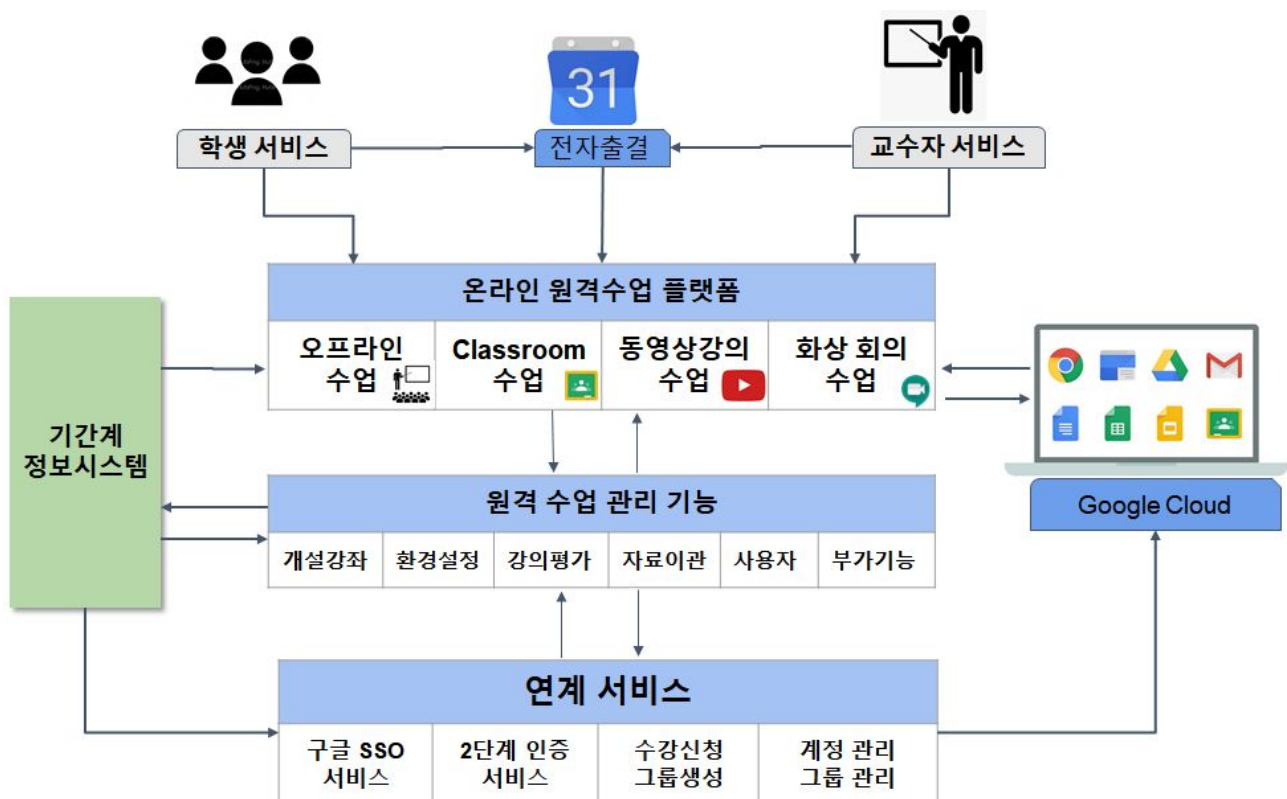 31
학생 서비스
전자출결
교수자 서비스
온라인 원격수업 플랫폼
오프라인
수업
Classroom
수업
동영상강의
수업
화상 회의
수업
기간계
정보시스템
Google Cloud
원격 수업 관리 기능
개설강좌
환경설정
강의평가
자료이관
사용자
부가기능
연계 서비스
구글 SSO
서비스
2단계 인증
서비스
수강신청
그룹생성
계정 관리
그룹 관리